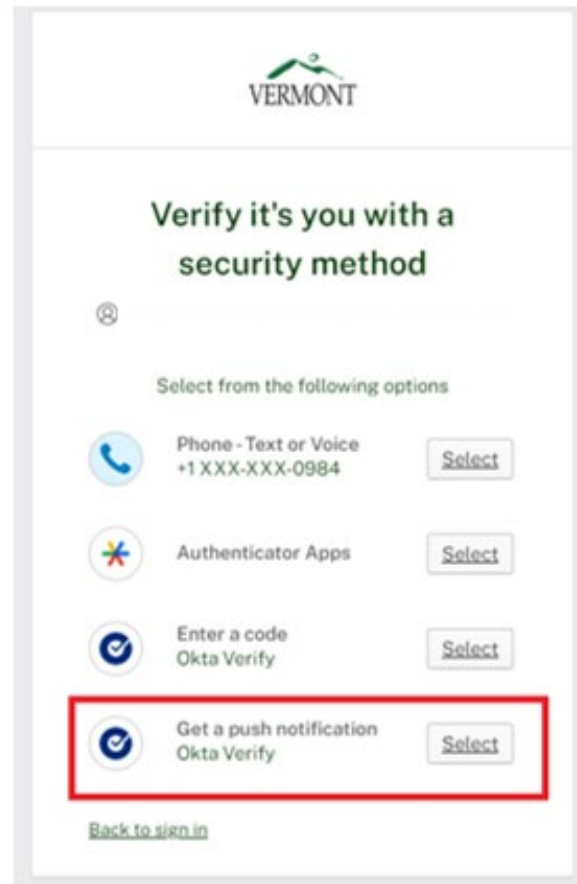 VERMONT
Verify it's you with a
security method
Select from the following options
Phone - Text or Voice
+1 XXX-XXX-0984
Select
Authenticator Apps
Select
Enter a code
Okta Verify
Select
Get a push notification
Okta Verify
Select
Back to sign in